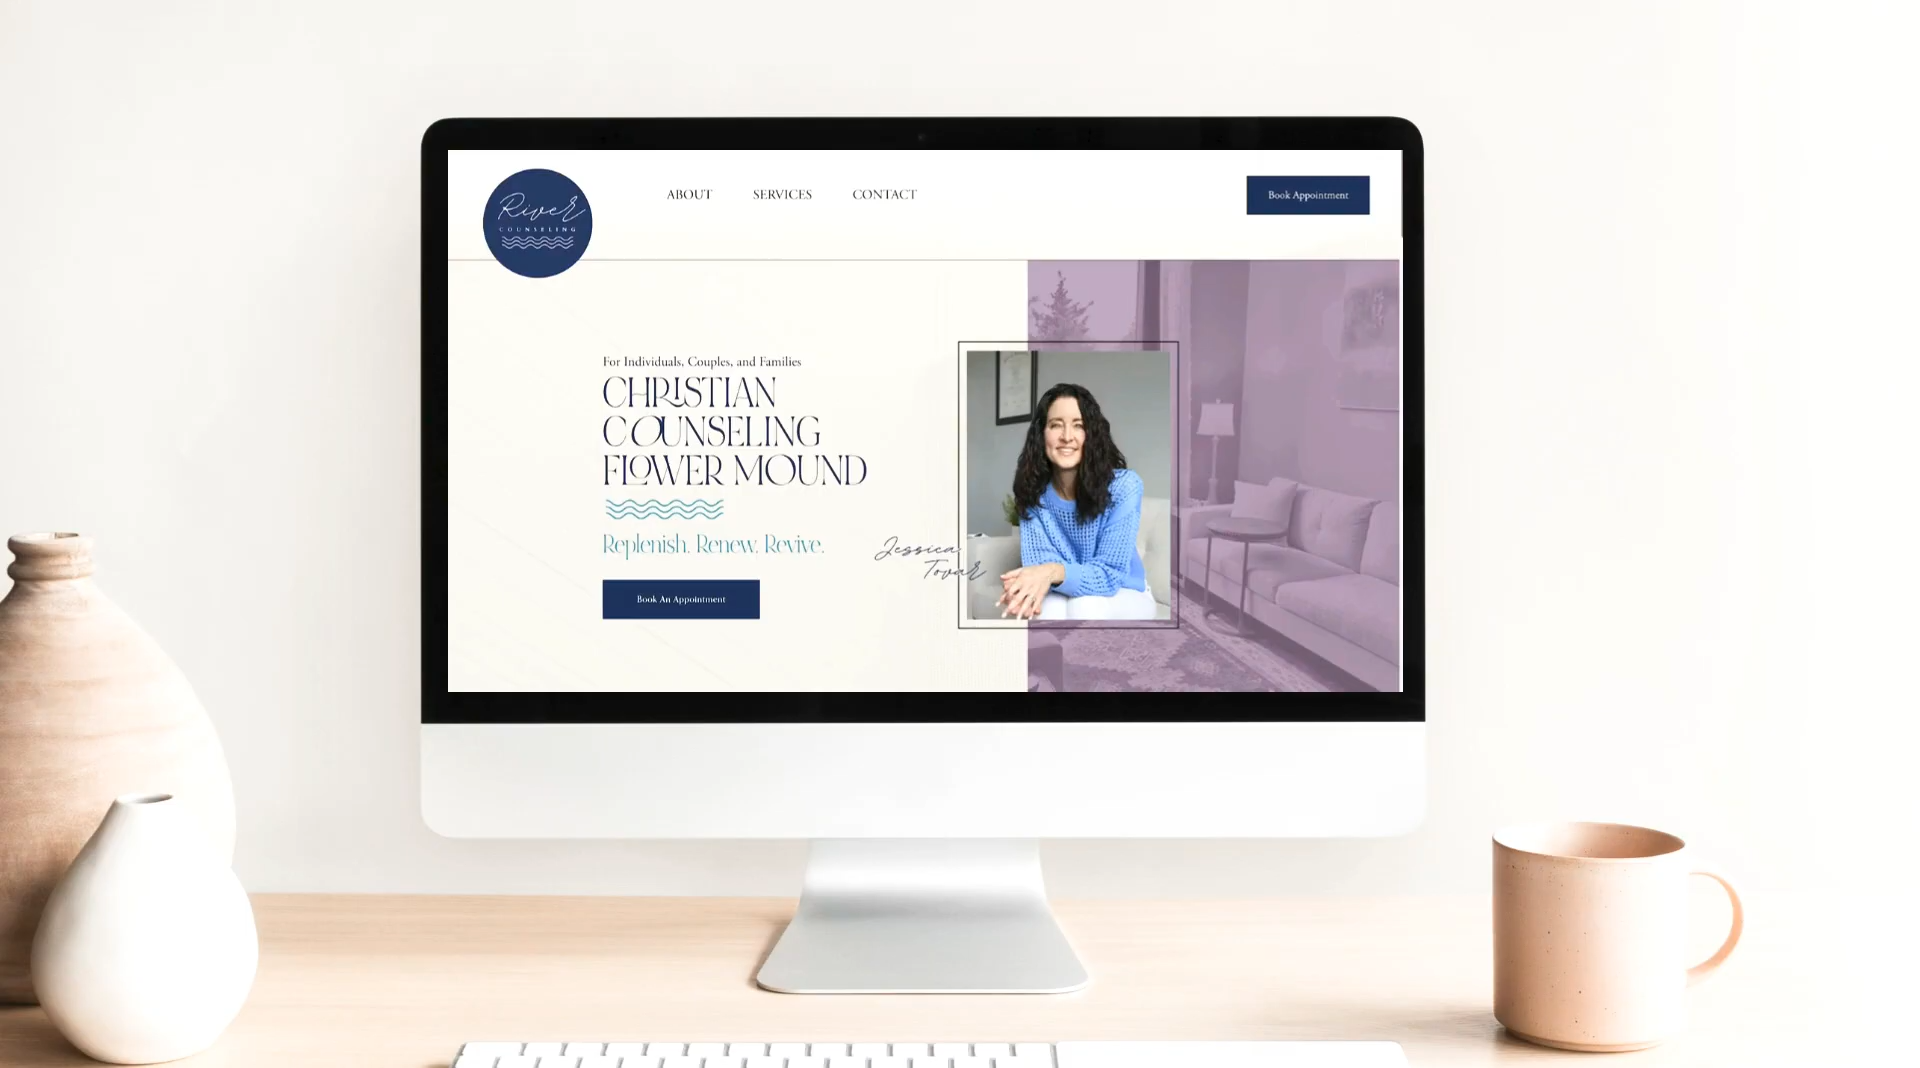 River
COUNSELING
ABOUT
SERVICES
CONTACT
Book Appointment
For Individuals, Couples, and Families
CHRISTIAN
COUNSELING
FLOWER MOUND
Replenish. Renew. Revive.
Book An Appointment
Jessica
Tovar